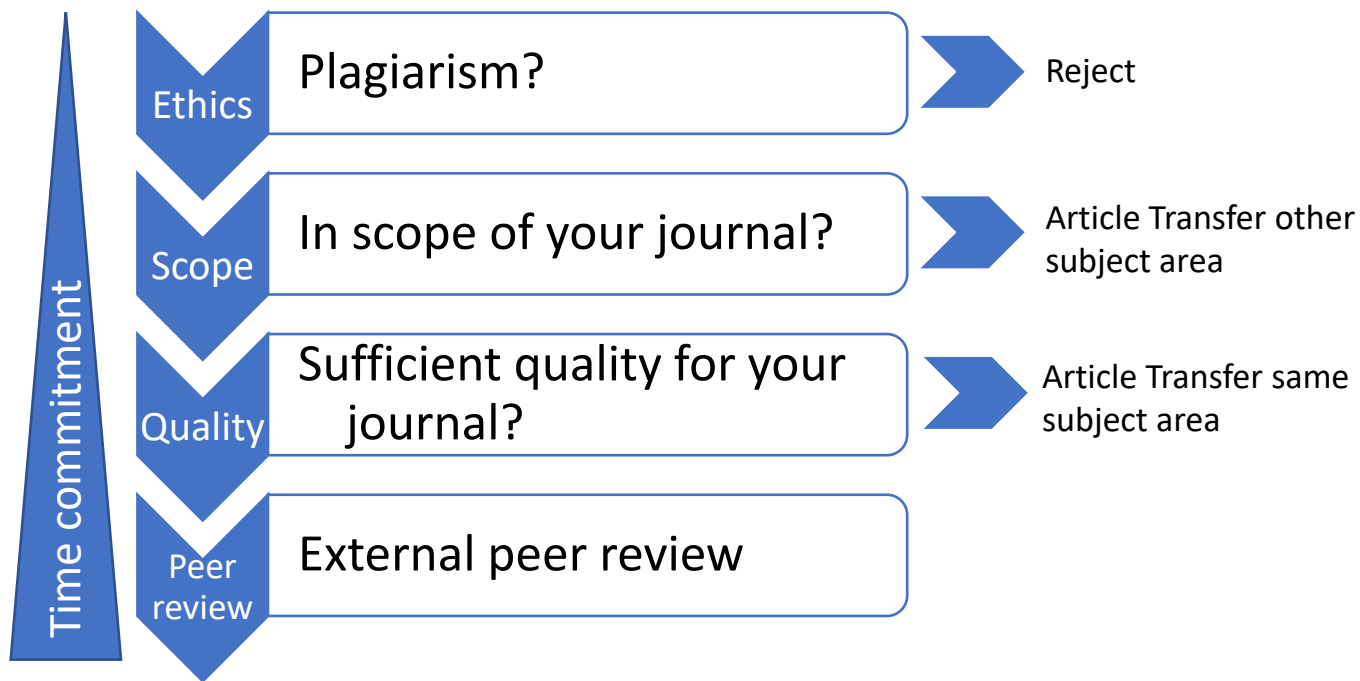 Ethics
Plagiarism?
Reject
Scope
In scope of your journal?
Article Transfer other
subject area
Quality
Sufficient quality for your
journal?
Article Transfer same
subject area
Peer
review
External peer review
Time commitment